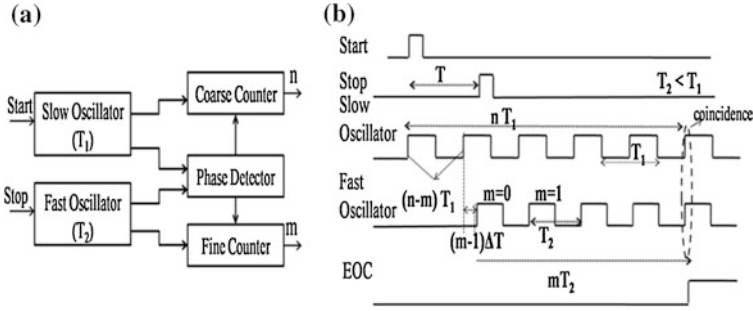 (a)
Start
Slow Oscillator
(T₁)
Stop
Fast Oscillator
(T₂)
Coarse Counter
n
Phase Detector
Fine Counter
m
(b)
Start
Stop
T
T₂ < T₁
Slow
Oscillator
n T₁
coincidence
T₁
Fast
Oscillator
(n-m) T₁
m=0
m=1
T₂
(m-1)ΔT
EOC
mT₂